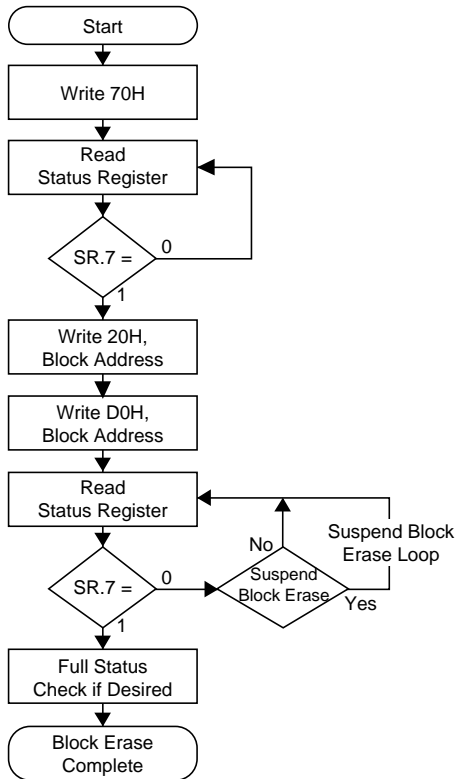 Start
Write 70H
Read
Status Register
SR.7 =
0
1
Write 20H,
Block Address
Write D0H,
Block Address
Read
Status Register
SR.7 =
0
1
Suspend
Block Erase
No
Yes
Suspend Block
Erase Loop
Full Status
Check if Desired
Block Erase
Complete